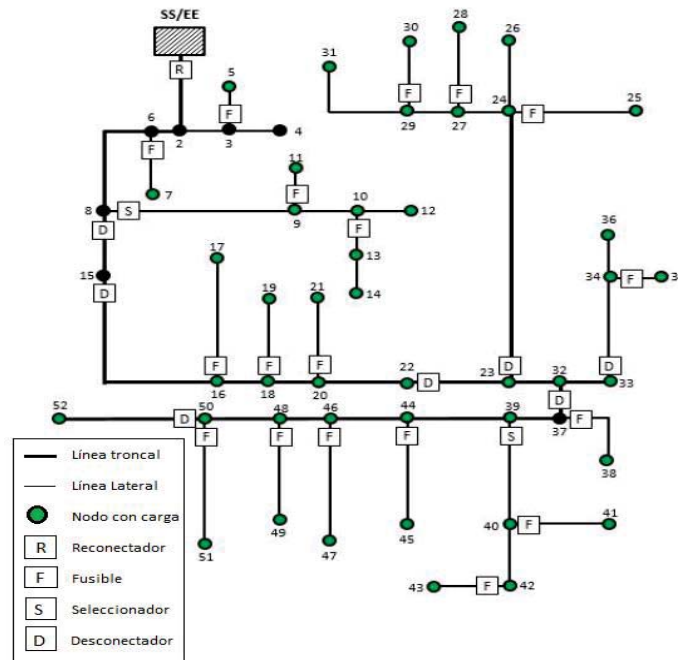 SS/EE
R
28
30
26
31
5
F
F
F
F
24
25
6
29
27
2
3
4
F
11
7
F
10
36
8
S
9
12
D
F
17
13
34
F
3
15
19
21
14
D
22
23
32
D
F
F
F
D
D
33
16
18
20
D
52
50
48
46
44
39
37
F
D
F
F
F
F
S
38
40
F
41
49
45
51
47
43
F
42
Línea troncal
Línea Lateral
Nodo con carga
R Reconectador
F Fusible
S Seleccionador
D Desconectador